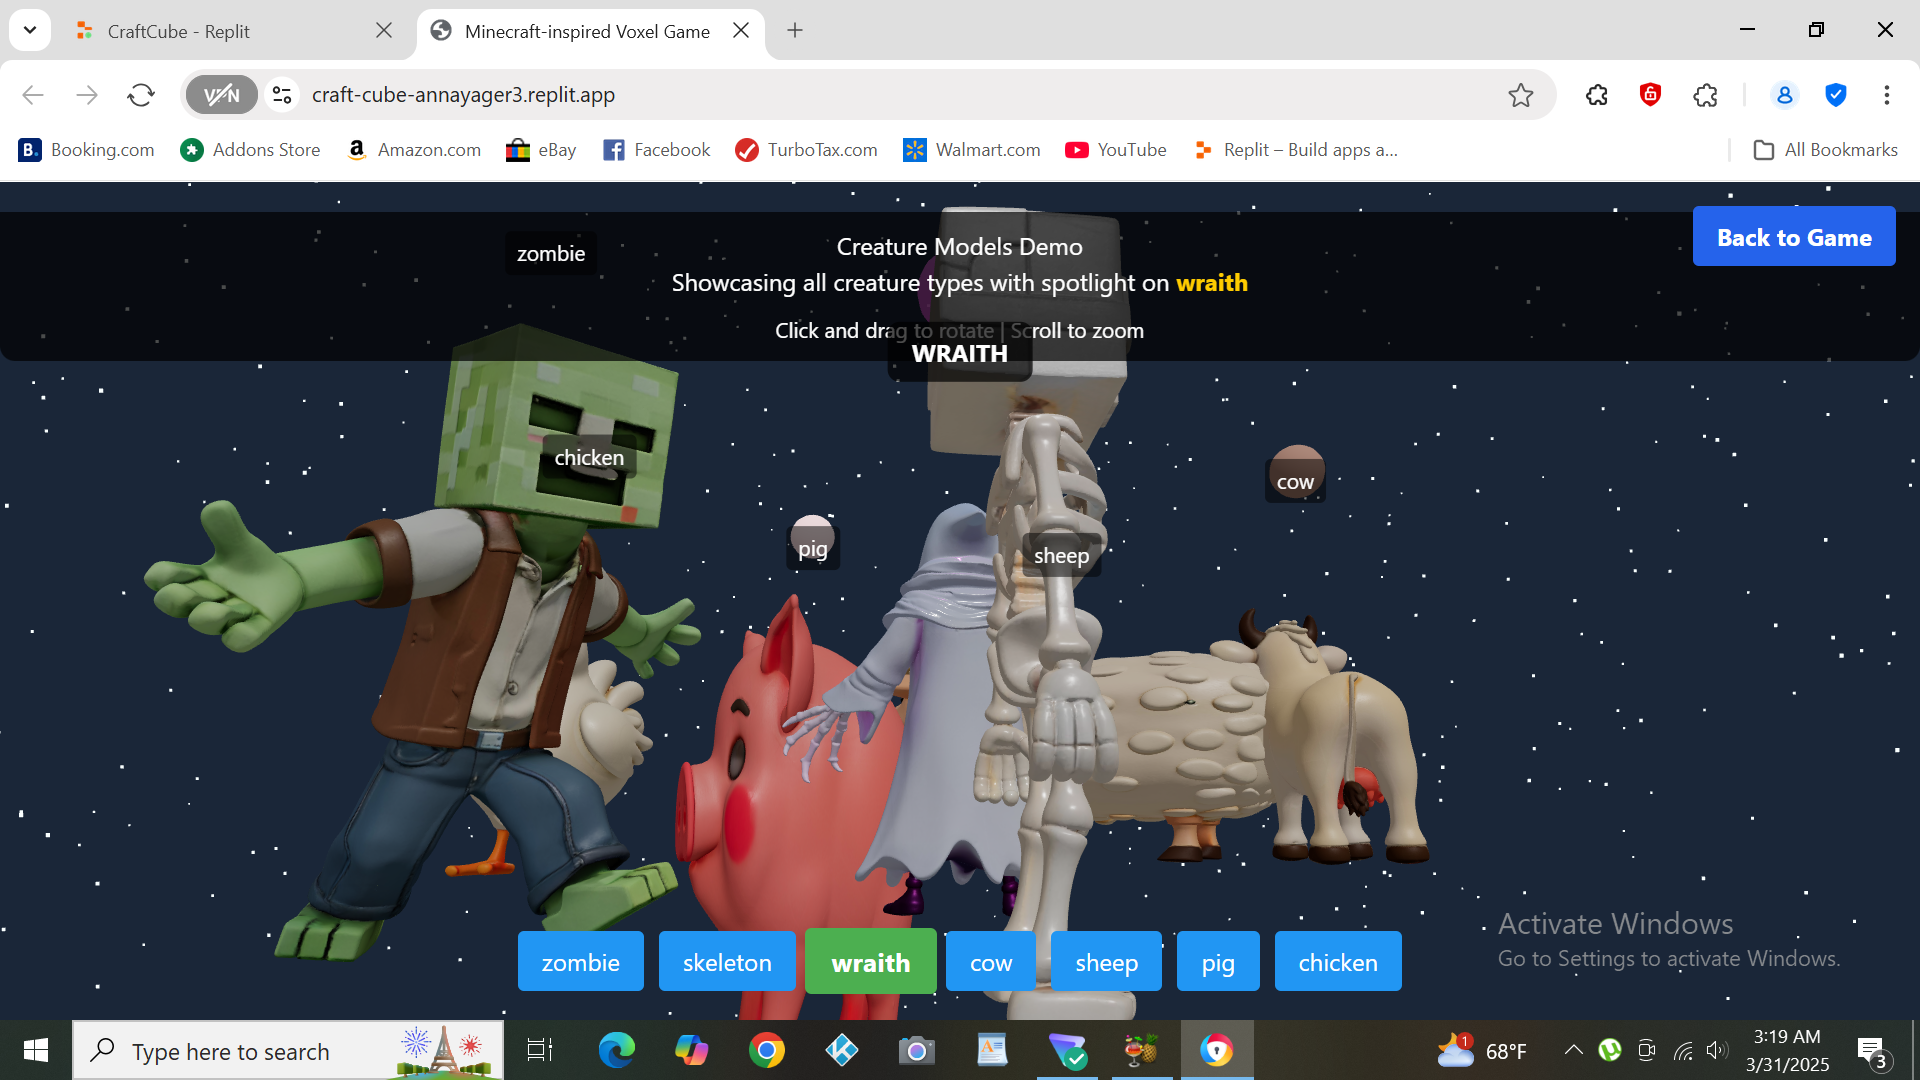 CraftCube - Replit
Minecraft-inspired Voxel Game
VPN
craft-cube-annayager3.replit.app
Booking.com
Addons Store
Amazon.com
eBay
Facebook
TurboTax.com
Walmart.com
YouTube
Replit – Build apps a...
All Bookmarks
Back to Game
zombie
Creature Models Demo
Showcasing all creature types with spotlight on wraith
Click and drag to rotate | Scroll to zoom
WRAITH
chicken
cow
pig
sheep
Activate Windows
Go to Settings to activate Windows.
zombie
skeleton
wraith
cow
sheep
pig
chicken
Type here to search
1
68°F
3:19 AM
3/31/2025
3